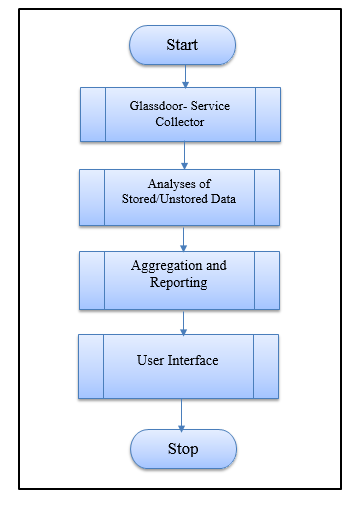 Start
Glassdoor- Service
Collector
Analyses of
Stored/Unstored Data
Aggregation and
Reporting
User Interface
Stop